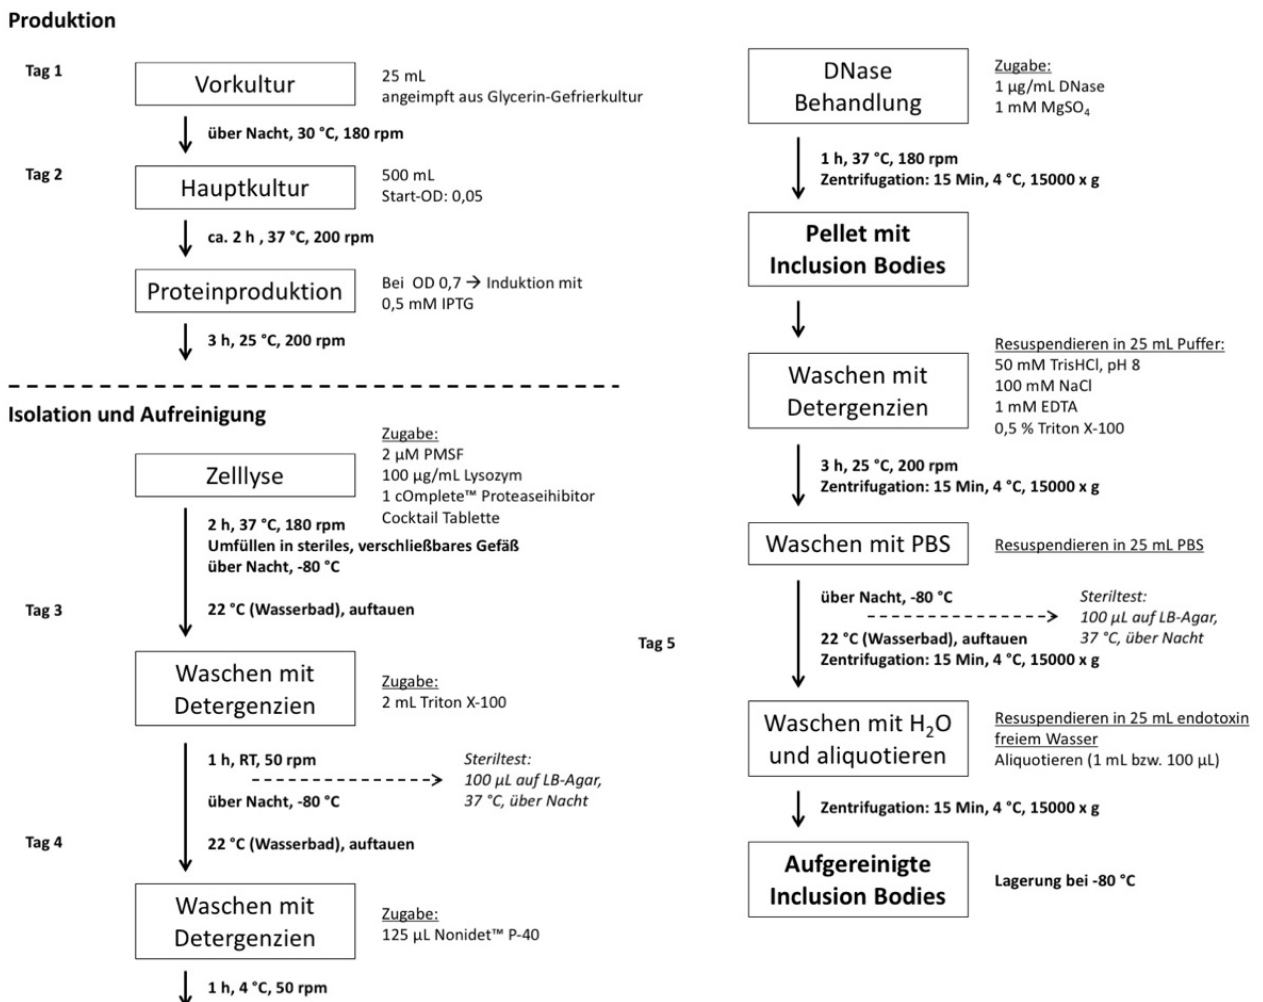 Produktion
Tag 1
Vorkultur
25 mL
angeimpft aus Glycerin-Gefrierkultur
über Nacht, 30 °C, 180 rpm
Tag 2
Hauptkultur
500 mL
Start-OD: 0,05
ca. 2 h , 37 °C, 200 rpm
Proteinproduktion
Bei OD 0,7 → Induktion mit
0,5 mM IPTG
3 h, 25 °C, 200 rpm
Isolation und Aufreinigung
Zelllyse
Zugabe:
2 µM PMSF
100 µg/mL Lysozym
1 cOmplete™ Proteaseihibitor
Cocktail Tablette
2 h, 37 °C, 180 rpm
Umfüllen in steriles, verschließbares Gefäß
über Nacht, -80 °C
Tag 3
22 °C (Wasserbad), auftauen
Waschen mit
Detergenzien
Zugabe:
2 mL Triton X-100
1 h, RT, 50 rpm
Steriltest:
100 µL auf LB-Agar,
37 °C, über Nacht
über Nacht, -80 °C
Tag 4
22 °C (Wasserbad), auftauen
Waschen mit
Detergenzien
Zugabe:
125 µL Nonidet™ P-40
1 h, 4 °C, 50 rpm
DNase
Behandlung
Zugabe:
1 µg/mL DNase
1 mM MgSO₄
1 h, 37 °C, 180 rpm
Zentrifugation: 15 Min, 4 °C, 15000 x g
Pellet mit
Inclusion Bodies
Waschen mit
Detergenzien
Resuspendieren in 25 mL Puffer:
50 mM TrisHCl, pH 8
100 mM NaCl
1 mM EDTA
0,5 % Triton X-100
3 h, 25 °C, 200 rpm
Zentrifugation: 15 Min, 4 °C, 15000 x g
Waschen mit PBS
Resuspendieren in 25 mL PBS
über Nacht, -80 °C
Steriltest:
100 µL auf LB-Agar,
37 °C, über Nacht
Tag 5
22 °C (Wasserbad), auftauen
Zentrifugation: 15 Min, 4 °C, 15000 x g
Waschen mit H₂O
und aliquotieren
Resuspendieren in 25 mL endotoxin
freiem Wasser
Aliquotieren (1 mL bzw. 100 µL)
Zentrifugation: 15 Min, 4 °C, 15000 x g
Aufgereinigte
Inclusion Bodies
Lagerung bei -80 °C